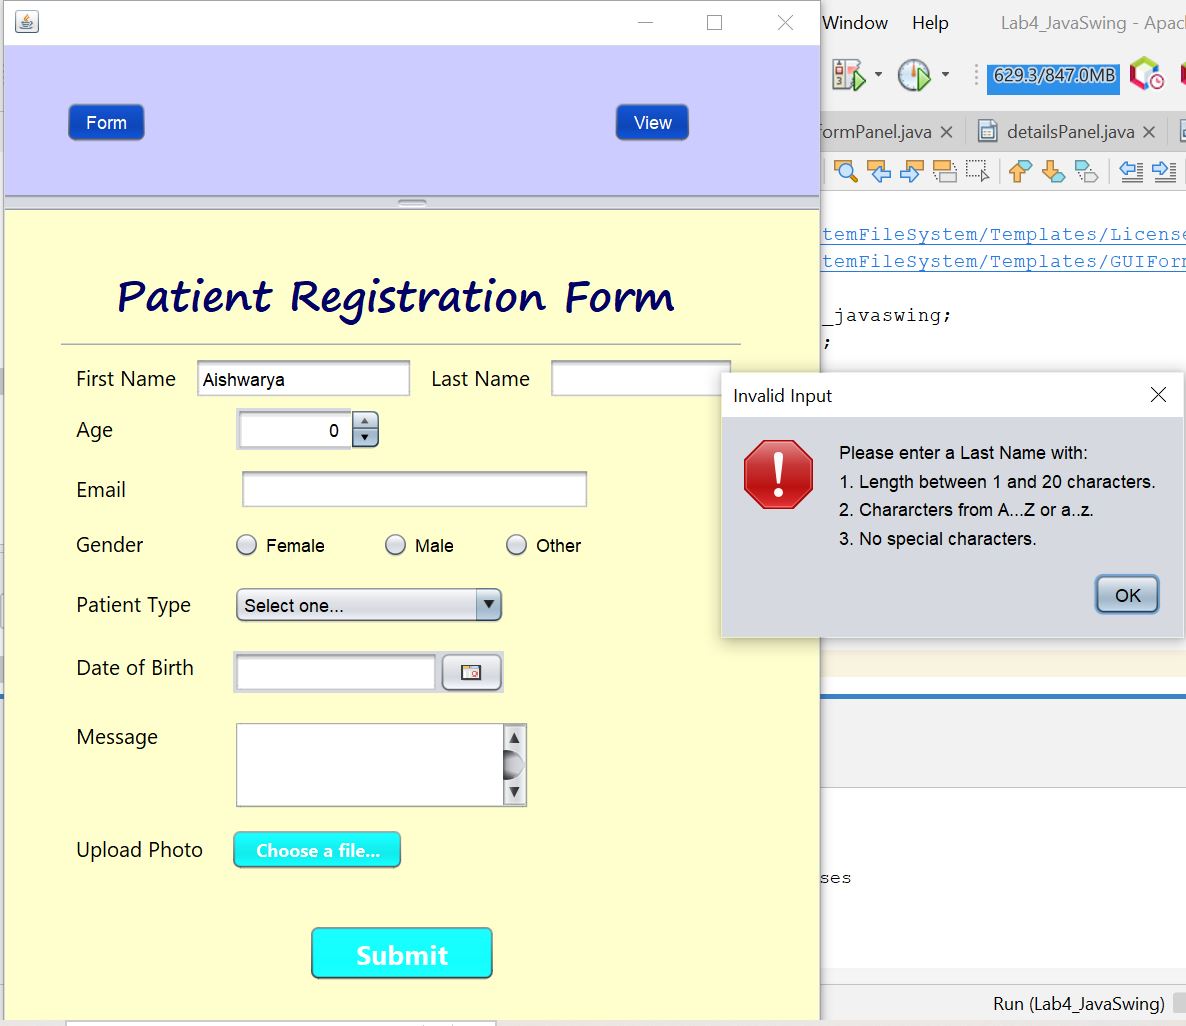 Window Help Lab4_JavaSwing - Apac
629.3/847.0MB
Form
View
formPanel.java
detailsPanel.java
temFileSystem/Templates/License
temFileSystem/Templates/GUIForm
_javaswing;
;
Patient Registration Form
First Name Aishwarya Last Name
Age 0
Email
Gender Female Male Other
Patient Type Select one...
Date of Birth
Message
Upload Photo Choose a file...
Submit
Invalid Input
Please enter a Last Name with:
1. Length between 1 and 20 characters.
2. Chararcters from A...Z or a..z.
3. No special characters.
OK
ses
Run (Lab4_JavaSwing)